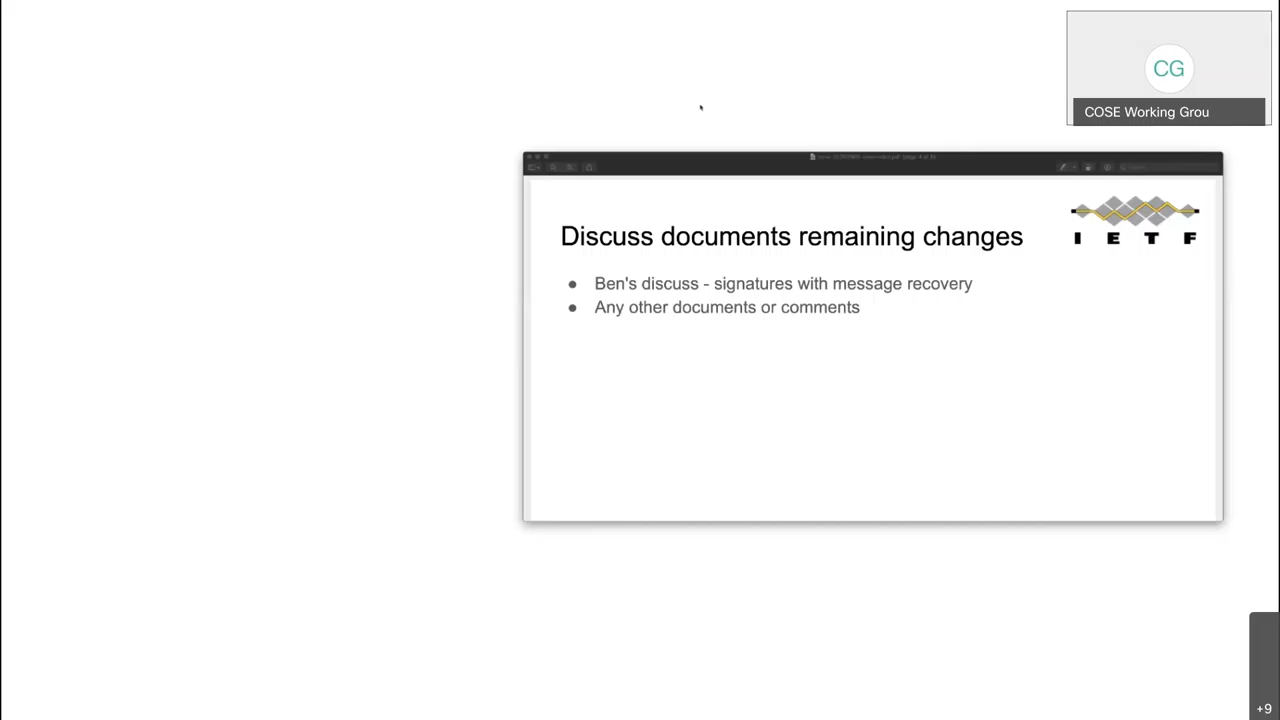 CG
COSE Working Grou
Discuss documents remaining changes
I E T F
● Ben's discuss - signatures with message recovery
● Any other documents or comments
+9